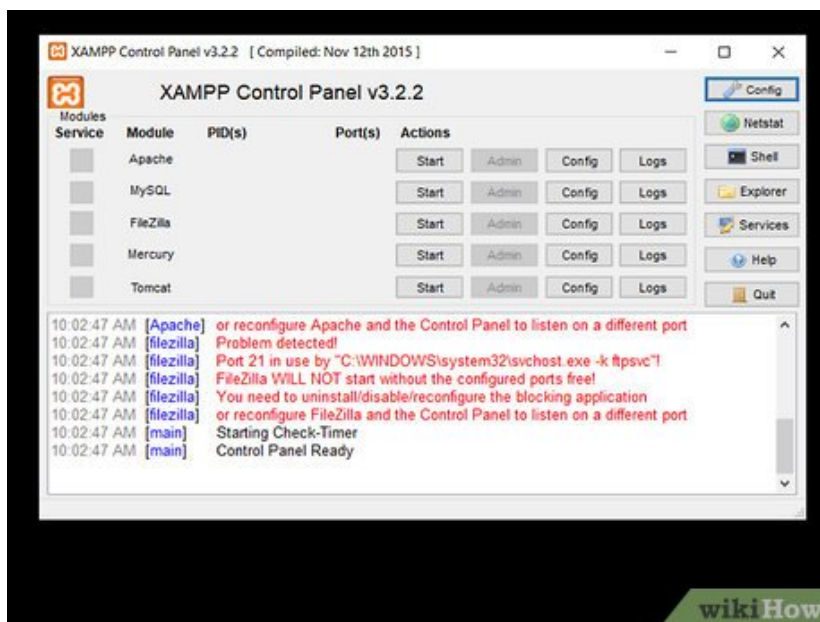 XAMPP Control Panel v3.2.2 [ Compiled: Nov 12th 2015 ]
XAMPP Control Panel v3.2.2
Config
Modules
Service Module PID(s) Port(s) Actions
Netstat
Apache Start Admin Config Logs
Shell
MySQL Start Admin Config Logs
Explorer
FileZilla Start Admin Config Logs
Services
Mercury Start Admin Config Logs
Help
Tomcat Start Admin Config Logs
Quit
10:02:47 AM [Apache] or reconfigure Apache and the Control Panel to listen on a different port
10:02:47 AM [filezilla] Problem detected!
10:02:47 AM [filezilla] Port 21 in use by "C:\WINDOWS\system32\svchost.exe -k ftpsvc"!
10:02:47 AM [filezilla] FileZilla WILL NOT start without the configured ports free!
10:02:47 AM [filezilla] You need to uninstall/disable/reconfigure the blocking application
10:02:47 AM [filezilla] or reconfigure FileZilla and the Control Panel to listen on a different port
10:02:47 AM [main] Starting Check-Timer
10:02:47 AM [main] Control Panel Ready
wikiHow